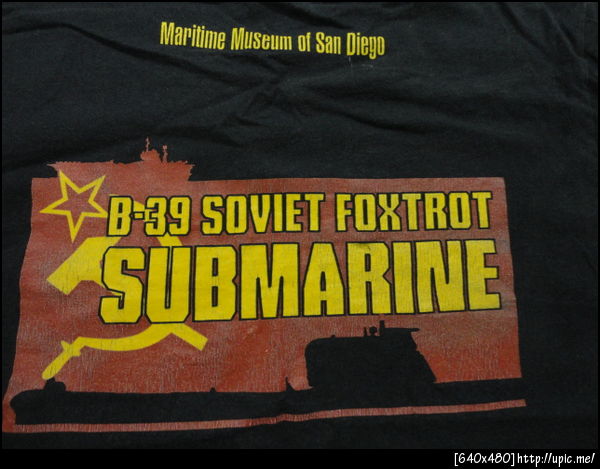 Maritime Museum of San Diego
B-39 SOVIET FOXTROT
SUBMARINE
[640x480]http://upic.me/